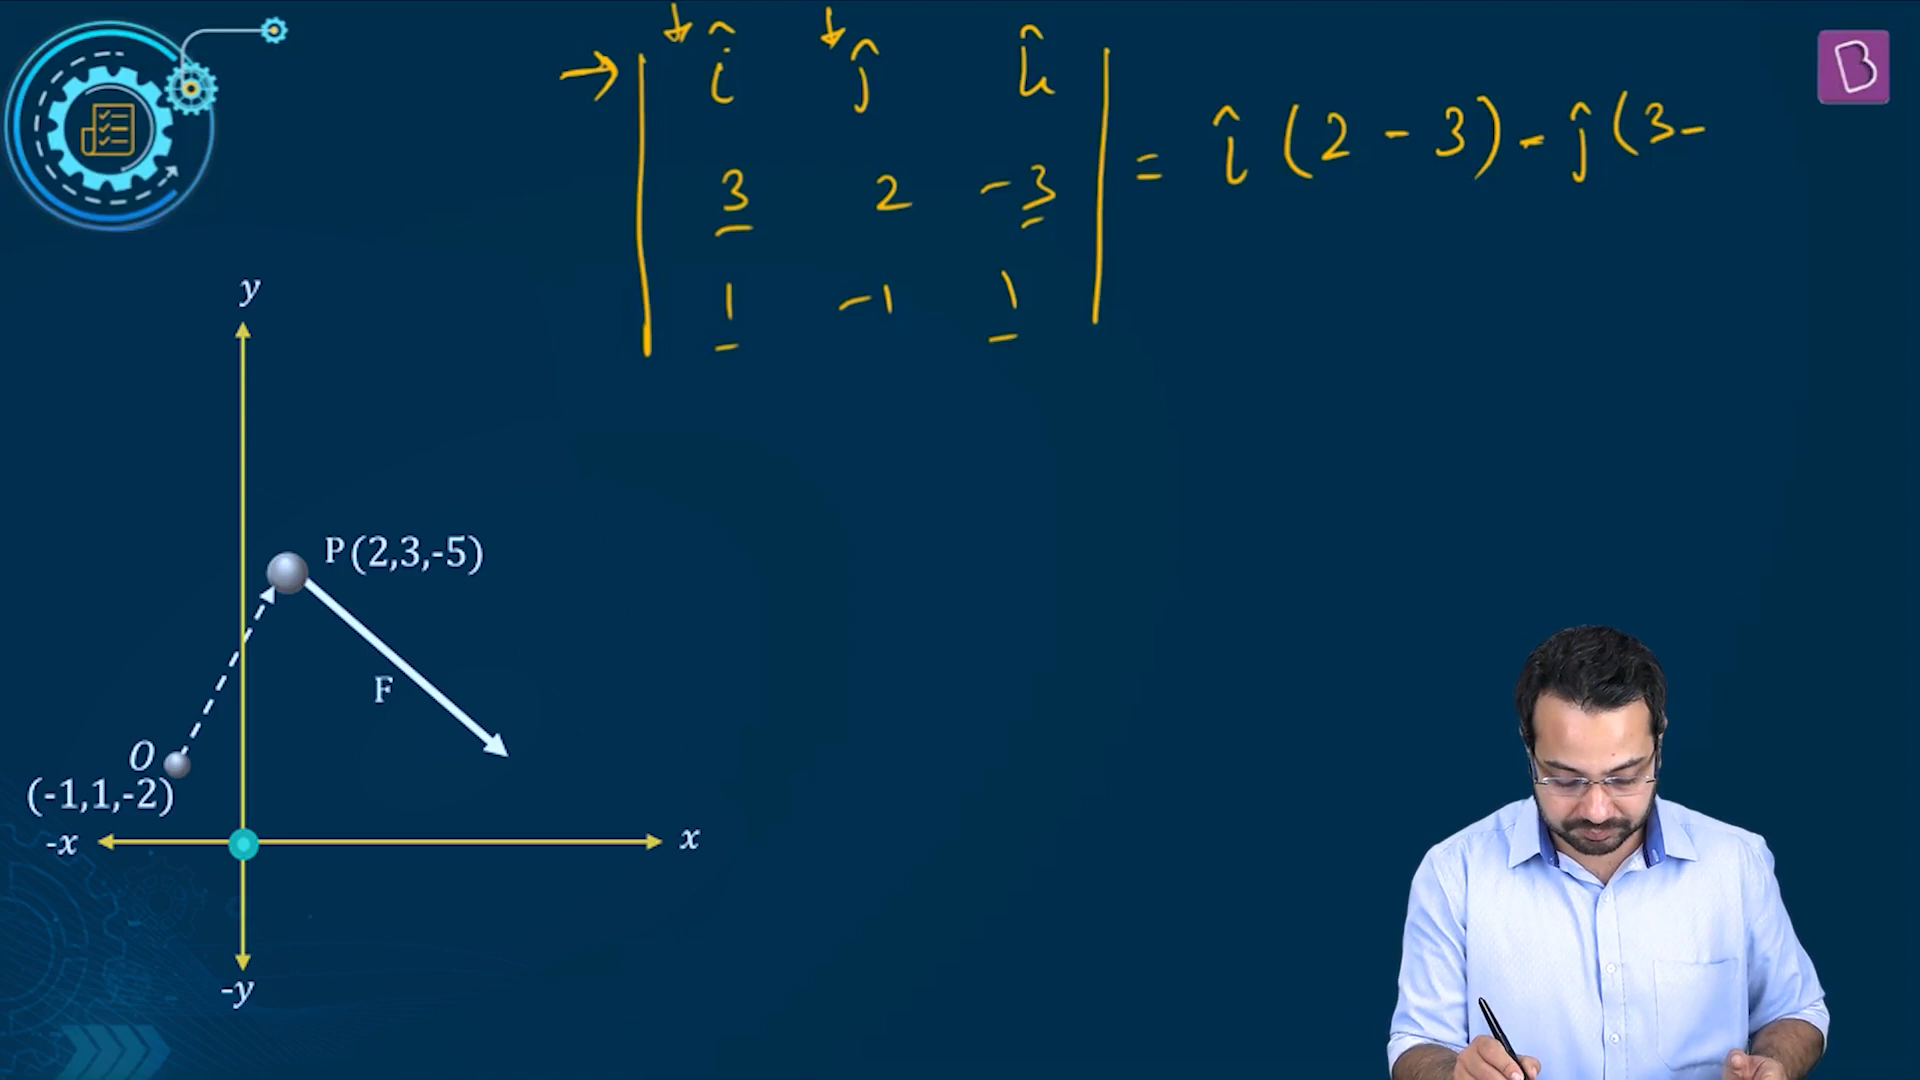 î ĵ k̂
3 2 -3 = î (2 - 3) - ĵ (3-
1 -1 1
B
y
P(2,3,-5)
F
O
(-1,1,-2)
-x
x
-y